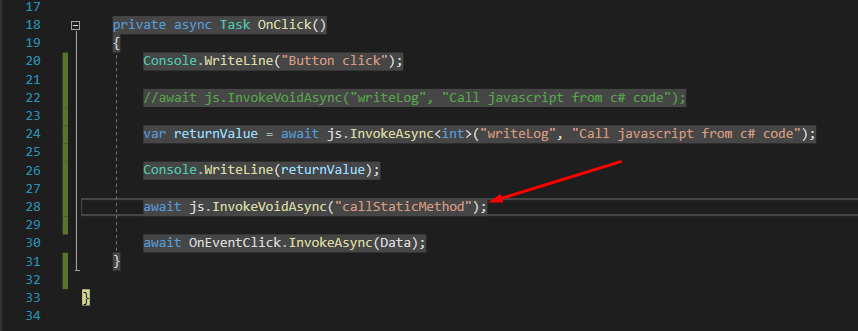 17
18 private async Task OnClick()
19 {
20 Console.WriteLine("Button click");
21
22 //await js.InvokeVoidAsync("writeLog", "Call javascript from c# code");
23
24 var returnValue = await js.InvokeAsync<int>("writeLog", "Call javascript from c# code");
25
26 Console.WriteLine(returnValue);
27
28 await js.InvokeVoidAsync("callStaticMethod");
29
30 await OnEventClick.InvokeAsync(Data);
31 }
32
33 }
34